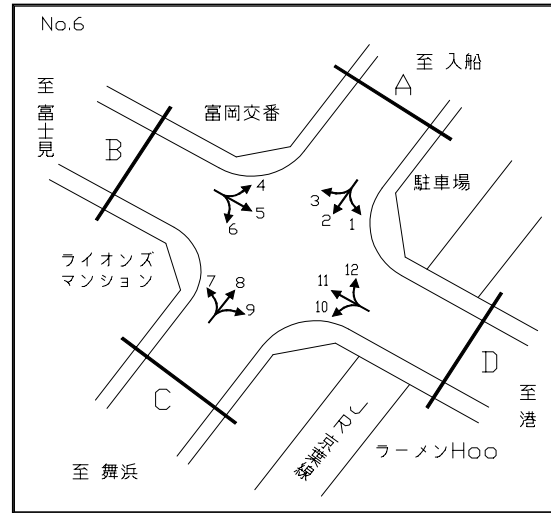 No.6
至 入船
A
至 富士見
富岡交番
B
駐車場
4
3
5
2
1
6
ライオンズ
マンション
7
8
11
12
9
10
D
至 港
C
JR京葉線
ラーメンHoo
至 舞浜